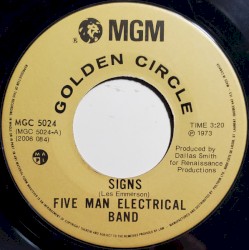 MGM
GOLDEN CIRCLE
MGC 5024
(MGC 5024-A)
(2006 084)
TIME 3:20
℗ 1973
Produced by
Dallas Smith
for Renaissance
Productions
SIGNS
(Les Emmerson)
FIVE MAN ELECTRICAL
BAND